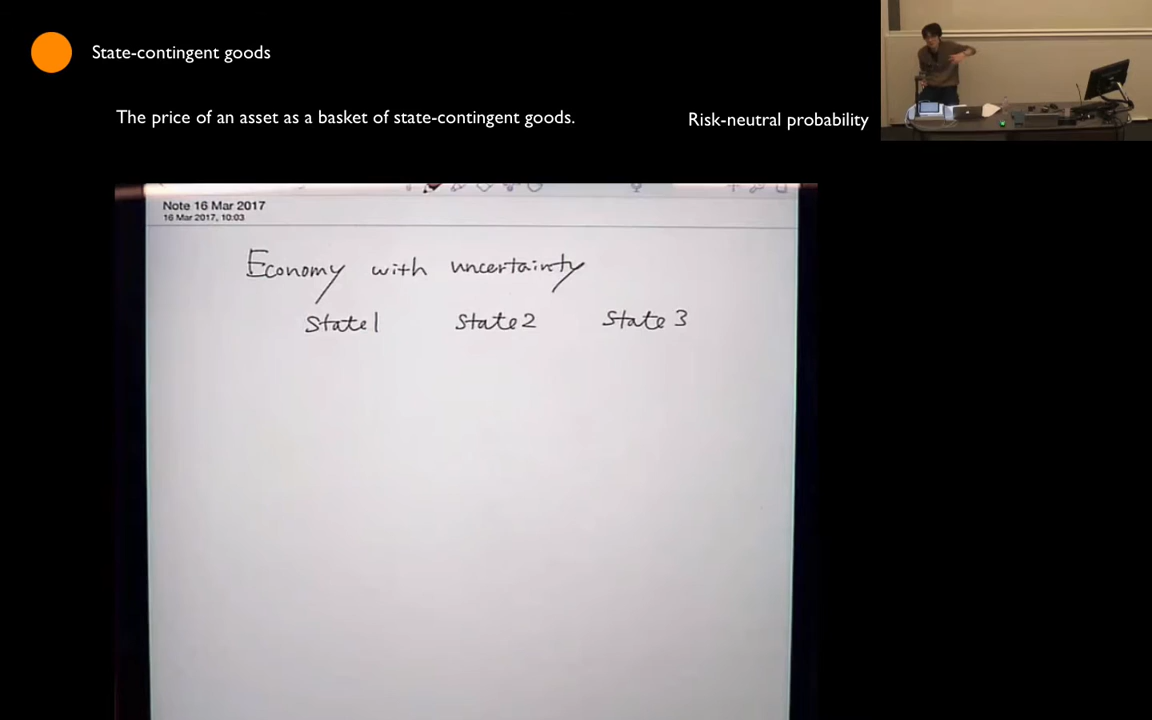 State-contingent goods
The price of an asset as a basket of state-contingent goods.
Risk-neutral probability
Note 16 Mar 2017
16 Mar 2017, 10:03
Economy with uncertainty
State 1 State 2 State 3